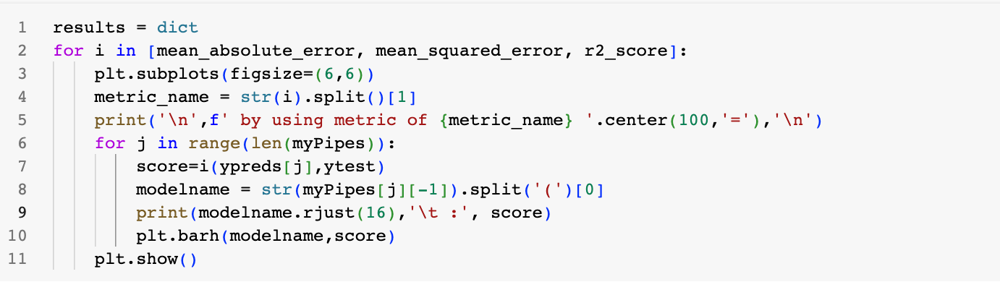 1 results = dict
2 for i in [mean_absolute_error, mean_squared_error, r2_score]:
3     plt.subplots(figsize=(6,6))
4     metric_name = str(i).split()[1]
5     print('\n',f' by using metric of {metric_name} '.center(100,'='),'\n')
6     for j in range(len(myPipes)):
7         score=i(ypreds[j],ytest)
8         modelname = str(myPipes[j][-1]).split('(')[0]
9         print(modelname.rjust(16),'\t :', score)
10         plt.barh(modelname,score)
11     plt.show()